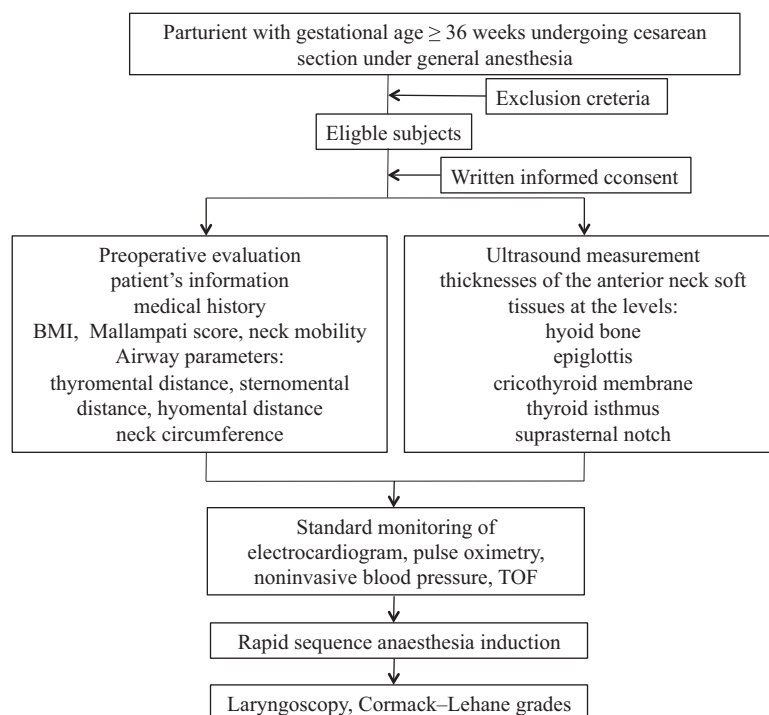 Parturient with gestational age ≥ 36 weeks undergoing cesarean
section under general anesthesia
Exclusion creteria
Eligble subjects
Written informed cconsent
Preoperative evaluation
patient's information
medical history
BMI, Mallampati score, neck mobility
Airway parameters:
thyromental distance, sternomental
distance, hyomental distance
neck circumference
Ultrasound measurement
thicknesses of the anterior neck soft
tissues at the levels:
hyoid bone
epiglottis
cricothyroid membrane
thyroid isthmus
suprasternal notch
Standard monitoring of
electrocardiogram, pulse oximetry,
noninvasive blood pressure, TOF
Rapid sequence anaesthesia induction
Laryngoscopy, Cormack–Lehane grades